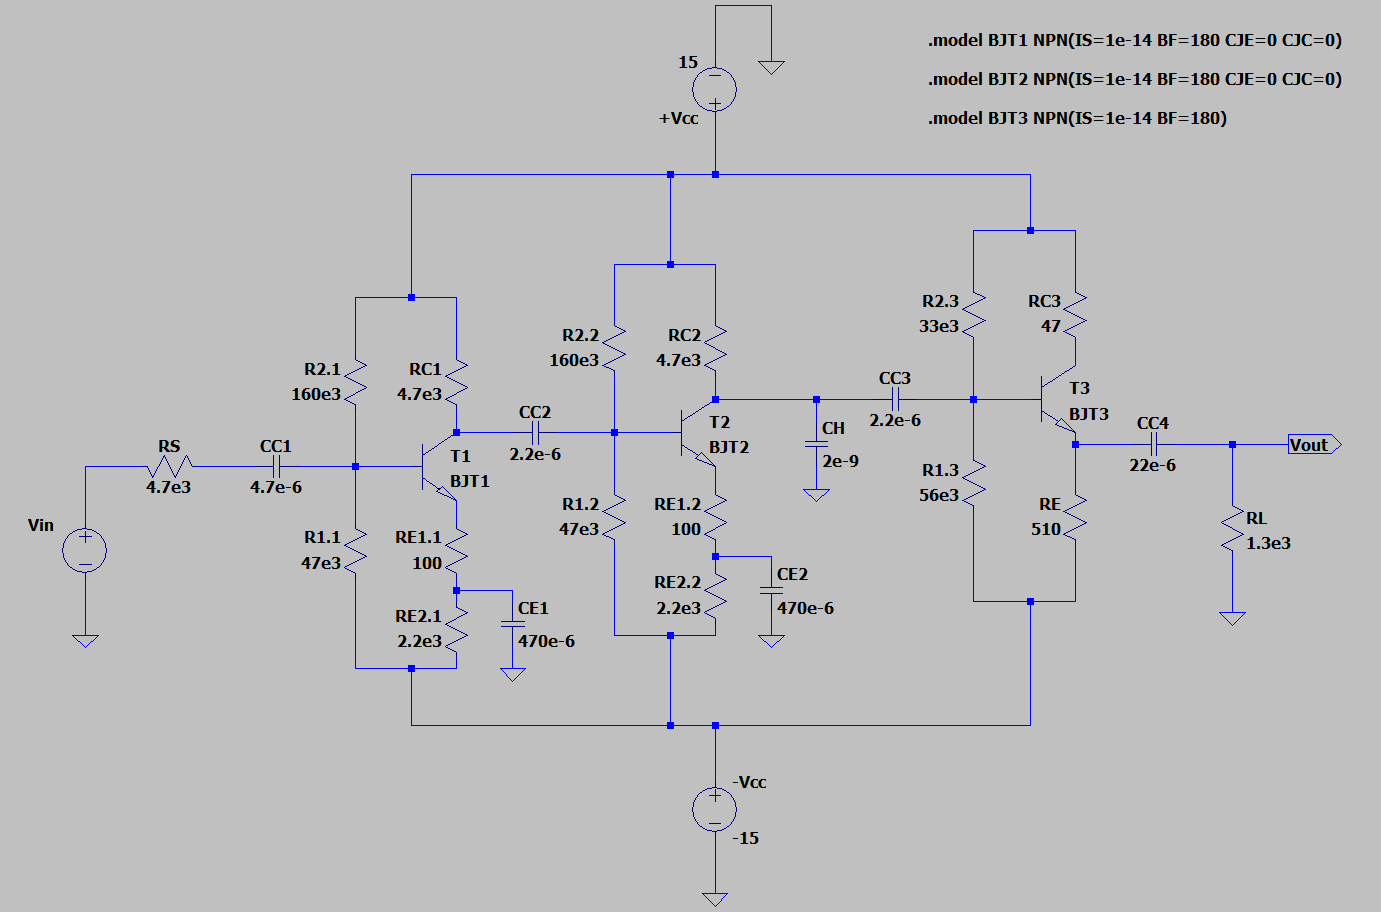 .model BJT1 NPN(IS=1e-14 BF=180 CJE=0 CJC=0)
.model BJT2 NPN(IS=1e-14 BF=180 CJE=0 CJC=0)
.model BJT3 NPN(IS=1e-14 BF=180)
15
+Vcc
R2.1
160e3
RC1
4.7e3
R2.2
160e3
RC2
4.7e3
R2.3
33e3
RC3
47
RS
4.7e3
CC1
4.7e-6
T1
BJT1
CC2
2.2e-6
T2
BJT2
CH
2e-9
CC3
2.2e-6
T3
BJT3
CC4
22e-6
Vout
Vin
R1.1
47e3
RE1.1
100
RE2.1
2.2e3
CE1
470e-6
R1.2
47e3
RE1.2
100
RE2.2
2.2e3
CE2
470e-6
R1.3
56e3
RE
510
RL
1.3e3
-Vcc
-15